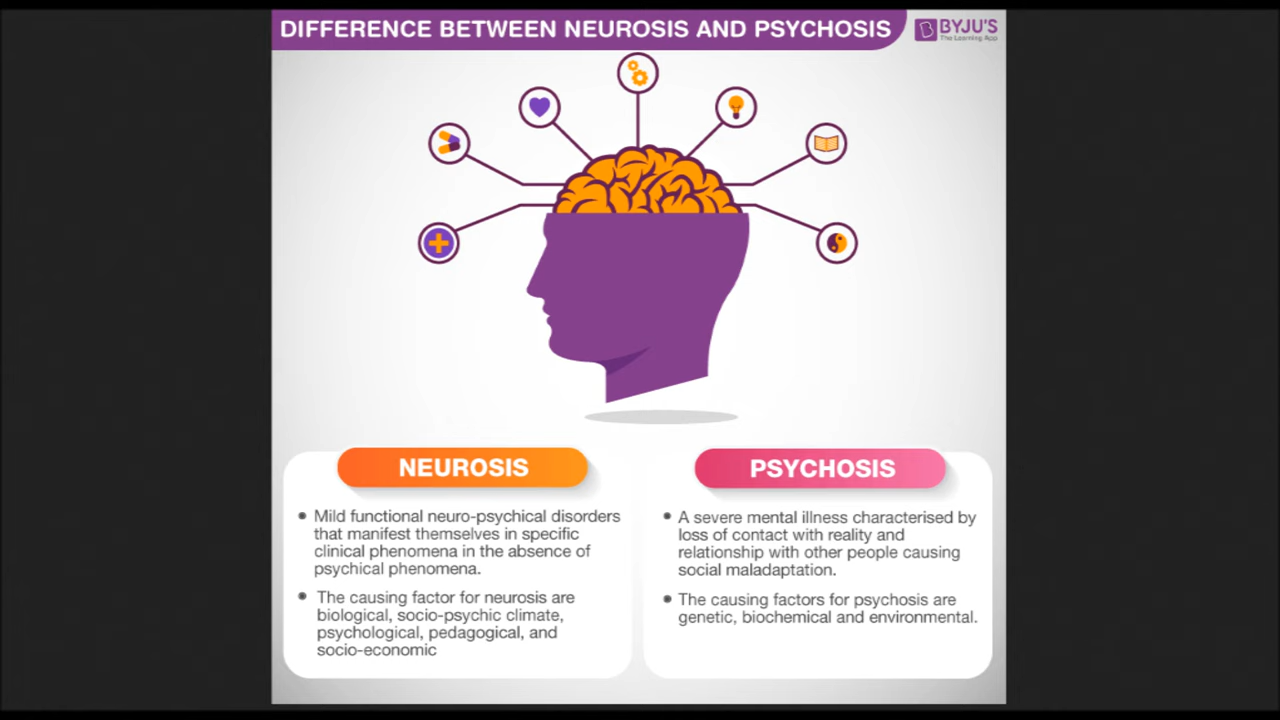 DIFFERENCE BETWEEN NEUROSIS AND PSYCHOSIS
BYJU'S
The Learning App
NEUROSIS
• Mild functional neuro-psychical disorders
that manifest themselves in specific
clinical phenomena in the absence of
psychical phenomena.
• The causing factor for neurosis are
biological, socio-psychic climate,
psychological, pedagogical, and
socio-economic
PSYCHOSIS
• A severe mental illness characterised by
loss of contact with reality and
relationship with other people causing
social maladaptation.
• The causing factors for psychosis are
genetic, biochemical and environmental.